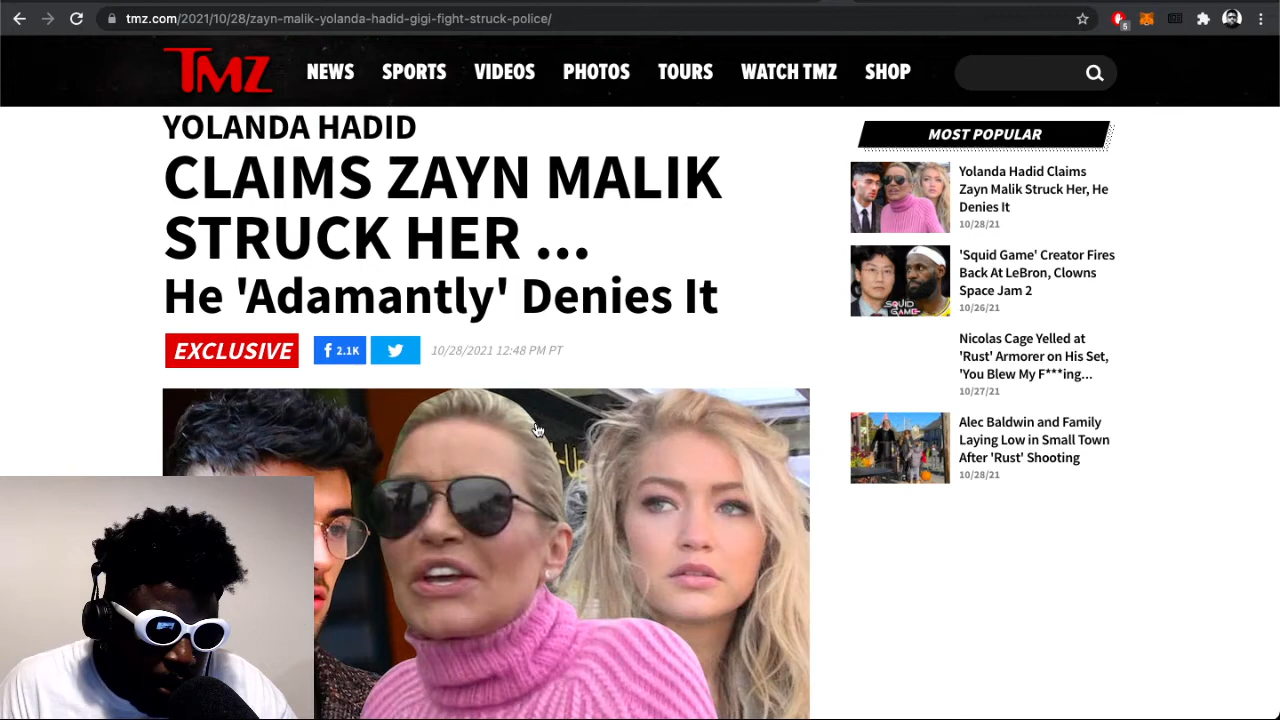 tmz.com/2021/10/28/zayn-malik-yolanda-hadid-gigi-fight-struck-police/
5
TMZ
NEWS SPORTS VIDEOS PHOTOS TOURS WATCH TMZ SHOP
YOLANDA HADID
CLAIMS ZAYN MALIK
STRUCK HER ...
He 'Adamantly' Denies It
EXCLUSIVE
f 2.1K
10/28/2021 12:48 PM PT
MOST POPULAR
Yolanda Hadid Claims
Zayn Malik Struck Her, He
Denies It
10/28/21
'Squid Game' Creator Fires
Back At LeBron, Clowns
Space Jam 2
10/26/21
SQUID
GAME
Nicolas Cage Yelled at
'Rust' Armorer on His Set,
'You Blew My F***ing...
10/27/21
Alec Baldwin and Family
Laying Low in Small Town
After 'Rust' Shooting
10/28/21